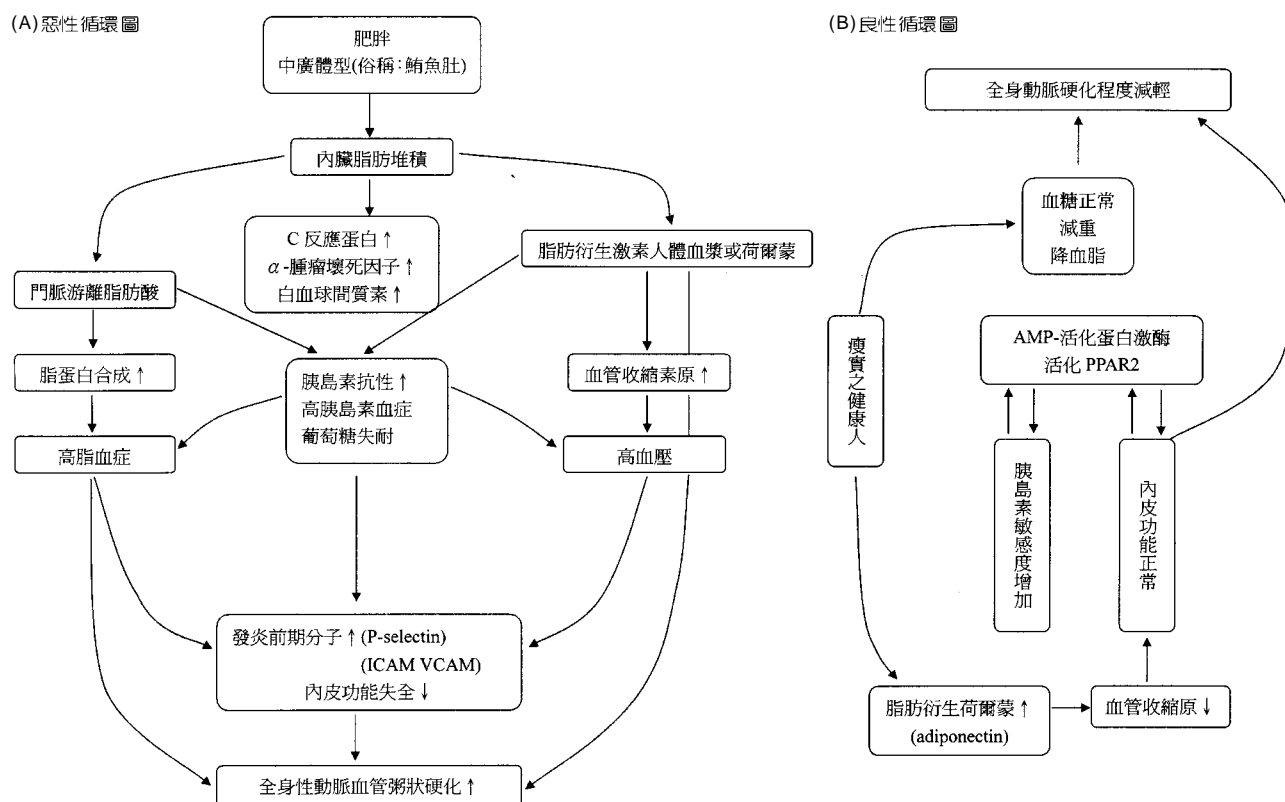 (A)惡性循環圖
肥胖
中廣體型(俗稱:鮪魚肚)
內臟脂肪堆積
C 反應蛋白↑
α-腫瘤壞死因子↑
白血球間質素↑
脂肪衍生激素人體血漿或荷爾蒙
門脈游離脂肪酸
脂蛋白合成↑
胰島素抗性↑
高胰島素血症
葡萄糖失耐
血管收縮素原↑
高脂血症
高血壓
發炎前期分子↑(P-selectin)
(ICAM VCAM)
內皮功能失全↓
全身性動脈血管粥狀硬化↑
(B)良性循環圖
全身動脈硬化程度減輕
血糖正常
減重
降血脂
瘦實之健康人
AMP-活化蛋白激酶
活化 PPAR2
胰島素敏感度增加
內皮功能正常
脂肪衍生荷爾蒙↑
(adiponectin)
血管收縮原↓